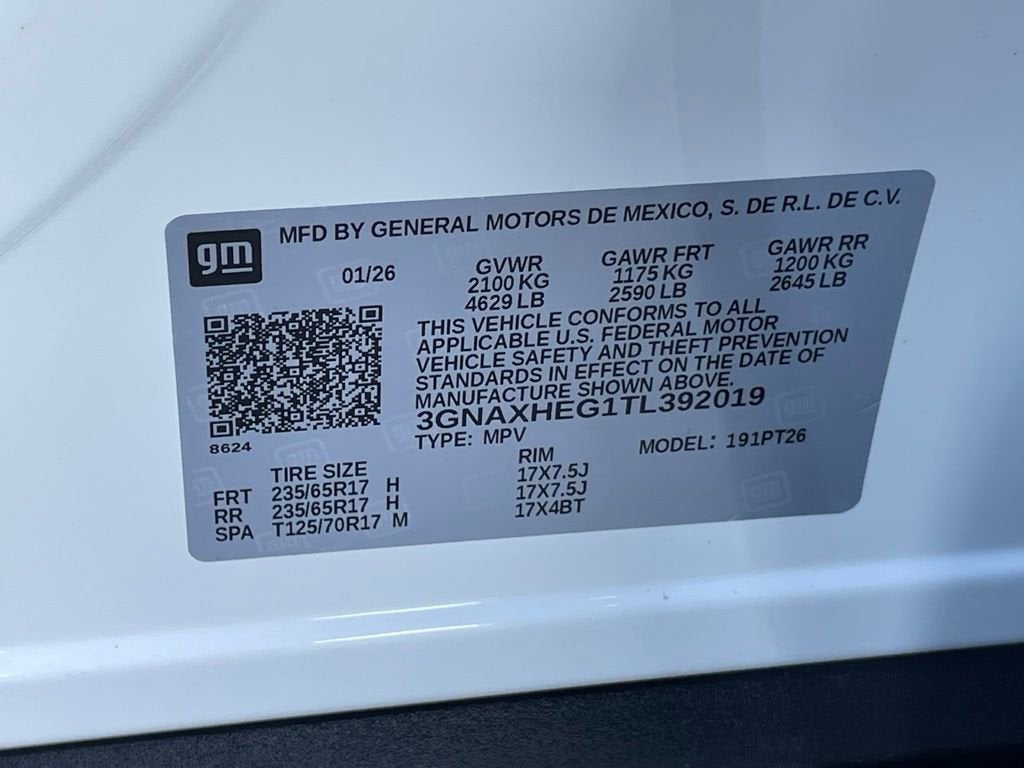 gm
MFD BY GENERAL MOTORS DE MEXICO, S. DE R.L. DE C.V.
01/26
GVWR
2100 KG
4629 LB
GAWR FRT
1175 KG
2590 LB
GAWR RR
1200 KG
2645 LB
THIS VEHICLE CONFORMS TO ALL
APPLICABLE U.S. FEDERAL MOTOR
VEHICLE SAFETY AND THEFT PREVENTION
STANDARDS IN EFFECT ON THE DATE OF
MANUFACTURE SHOWN ABOVE.
3GNAXHEG1TL392019
8624
TYPE: MPV
MODEL: 191PT26
TIRE SIZE RIM
FRT 235/65R17 H 17X7.5J
RR 235/65R17 H 17X7.5J
SPA T125/70R17 M 17X4BT